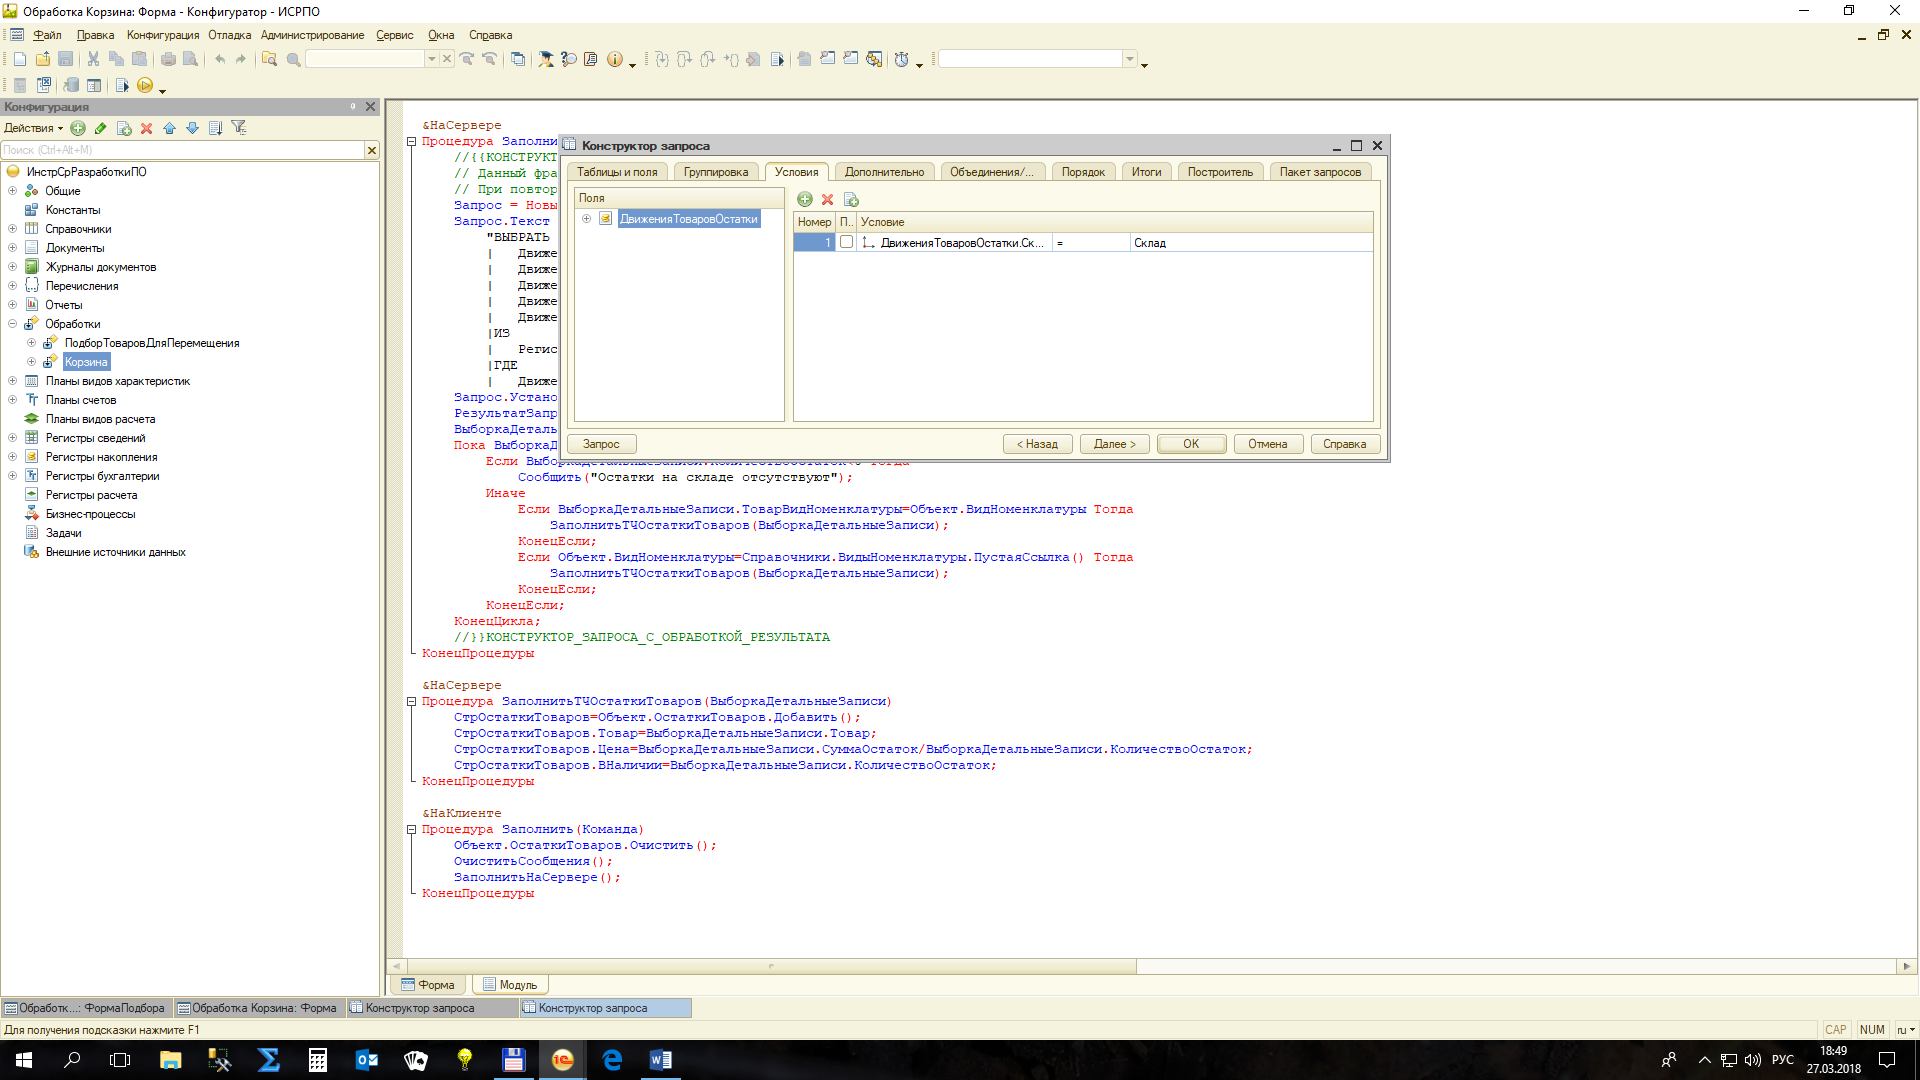 Обработка Корзина: Форма - Конфигуратор - ИСРПО
Файл Правка Конфигурация Отладка Администрирование Сервис Окна Справка
Конфигурация
Действия
Поиск (Ctrl+Alt+M)
ИнстрСрРазработкиПО
Общие
Константы
Справочники
Документы
Журналы документов
Перечисления
Отчеты
Обработки
ПодборТоваровДляПеремещения
Корзина
Планы видов характеристик
Планы счетов
Планы видов расчета
Регистры сведений
Регистры накопления
Регистры бухгалтерии
Регистры расчета
Бизнес-процессы
Задачи
Внешние источники данных
&НаСервере
Процедура Заполни
//{{КОНСТРУКТ
// Данный фра
// При повтор
Запрос = Новы
Запрос.Текст
"ВЫБРАТЬ
| Движе
| Движе
| Движе
| Движе
| Движе
|ИЗ
| Регис
|ГДЕ
| Движе
Запрос.Устано
РезультатЗапр
ВыборкаДеталь
Пока ВыборкаД
Если ВыборкаДетальныеЗаписи.КоличествоОстаток<0 Тогда
Сообщить("Остатки на складе отсутствуют");
Иначе
Если ВыборкаДетальныеЗаписи.ТоварВидНоменклатуры=Объект.ВидНоменклатуры Тогда
ЗаполнитьТЧОстаткиТоваров(ВыборкаДетальныеЗаписи);
КонецЕсли;
Если Объект.ВидНоменклатуры=Справочники.ВидыНоменклатуры.ПустаяСсылка() Тогда
ЗаполнитьТЧОстаткиТоваров(ВыборкаДетальныеЗаписи);
КонецЕсли;
КонецЕсли;
КонецЦикла;
//}}КОНСТРУКТОР_ЗАПРОСА_С_ОБРАБОТКОЙ_РЕЗУЛЬТАТА
КонецПроцедуры
&НаСервере
Процедура ЗаполнитьТЧОстаткиТоваров(ВыборкаДетальныеЗаписи)
СтрОстаткиТоваров=Объект.ОстаткиТоваров.Добавить();
СтрОстаткиТоваров.Товар=ВыборкаДетальныеЗаписи.Товар;
СтрОстаткиТоваров.Цена=ВыборкаДетальныеЗаписи.СуммаОстаток/ВыборкаДетальныеЗаписи.КоличествоОстаток;
СтрОстаткиТоваров.ВНаличии=ВыборкаДетальныеЗаписи.КоличествоОстаток;
КонецПроцедуры
&НаКлиенте
Процедура Заполнить(Команда)
Объект.ОстаткиТоваров.Очистить();
ОчиститьСообщения();
ЗаполнитьНаСервере();
КонецПроцедуры
Конструктор запроса
Таблицы и поля Группировка Условия Дополнительно Объединения/... Порядок Итоги Построитель Пакет запросов
Поля
ДвиженияТоваровОстатки
Номер П... Условие
1 ДвиженияТоваровОстатки.Ск... = Склад
Запрос < Назад Далее > OK Отмена Справка
Форма Модуль
Обработк...: ФормаПодбора Обработка Корзина: Форма Конструктор запроса Конструктор запроса
Для получения подсказки нажмите F1
CAP NUM ru
РУС
18:49
27.03.2018